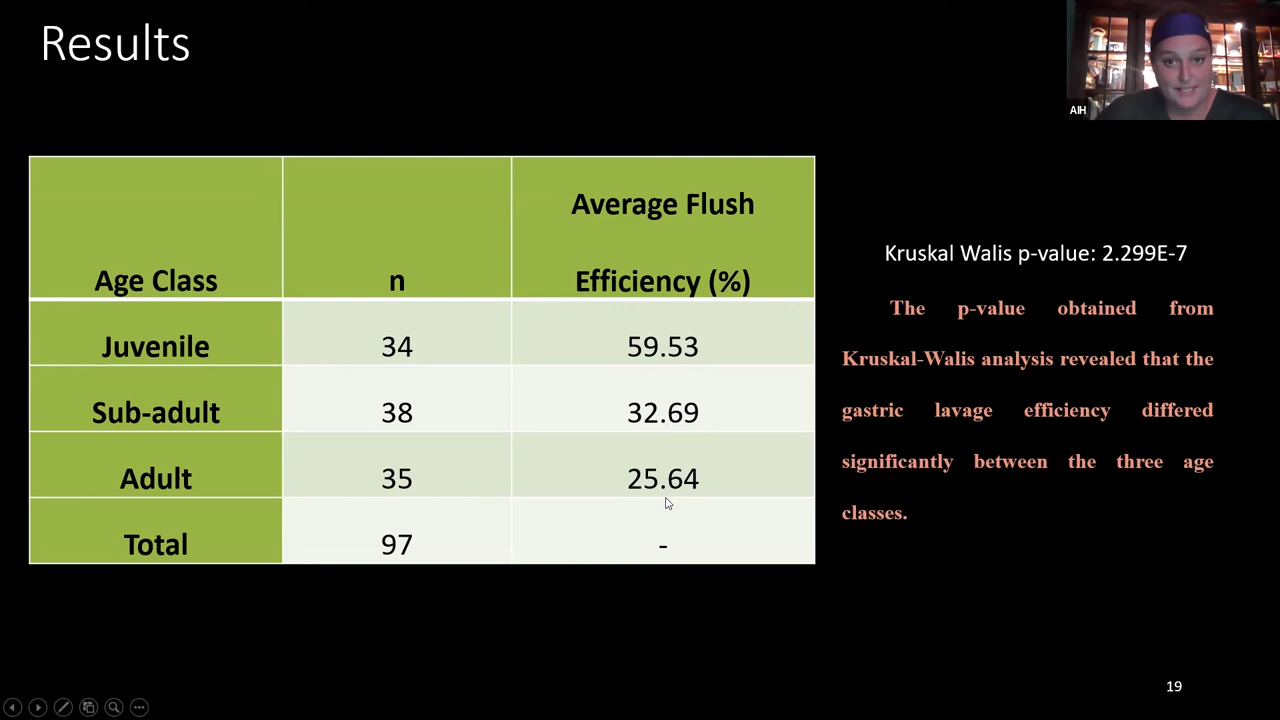 Results
AIH
Age Class n Average Flush Efficiency (%)
Juvenile 34 59.53
Sub-adult 38 32.69
Adult 35 25.64
Total 97 -
Kruskal Walis p-value: 2.299E-7
The p-value obtained from
Kruskal-Walis analysis revealed that the
gastric lavage efficiency differed
significantly between the three age
classes.
19